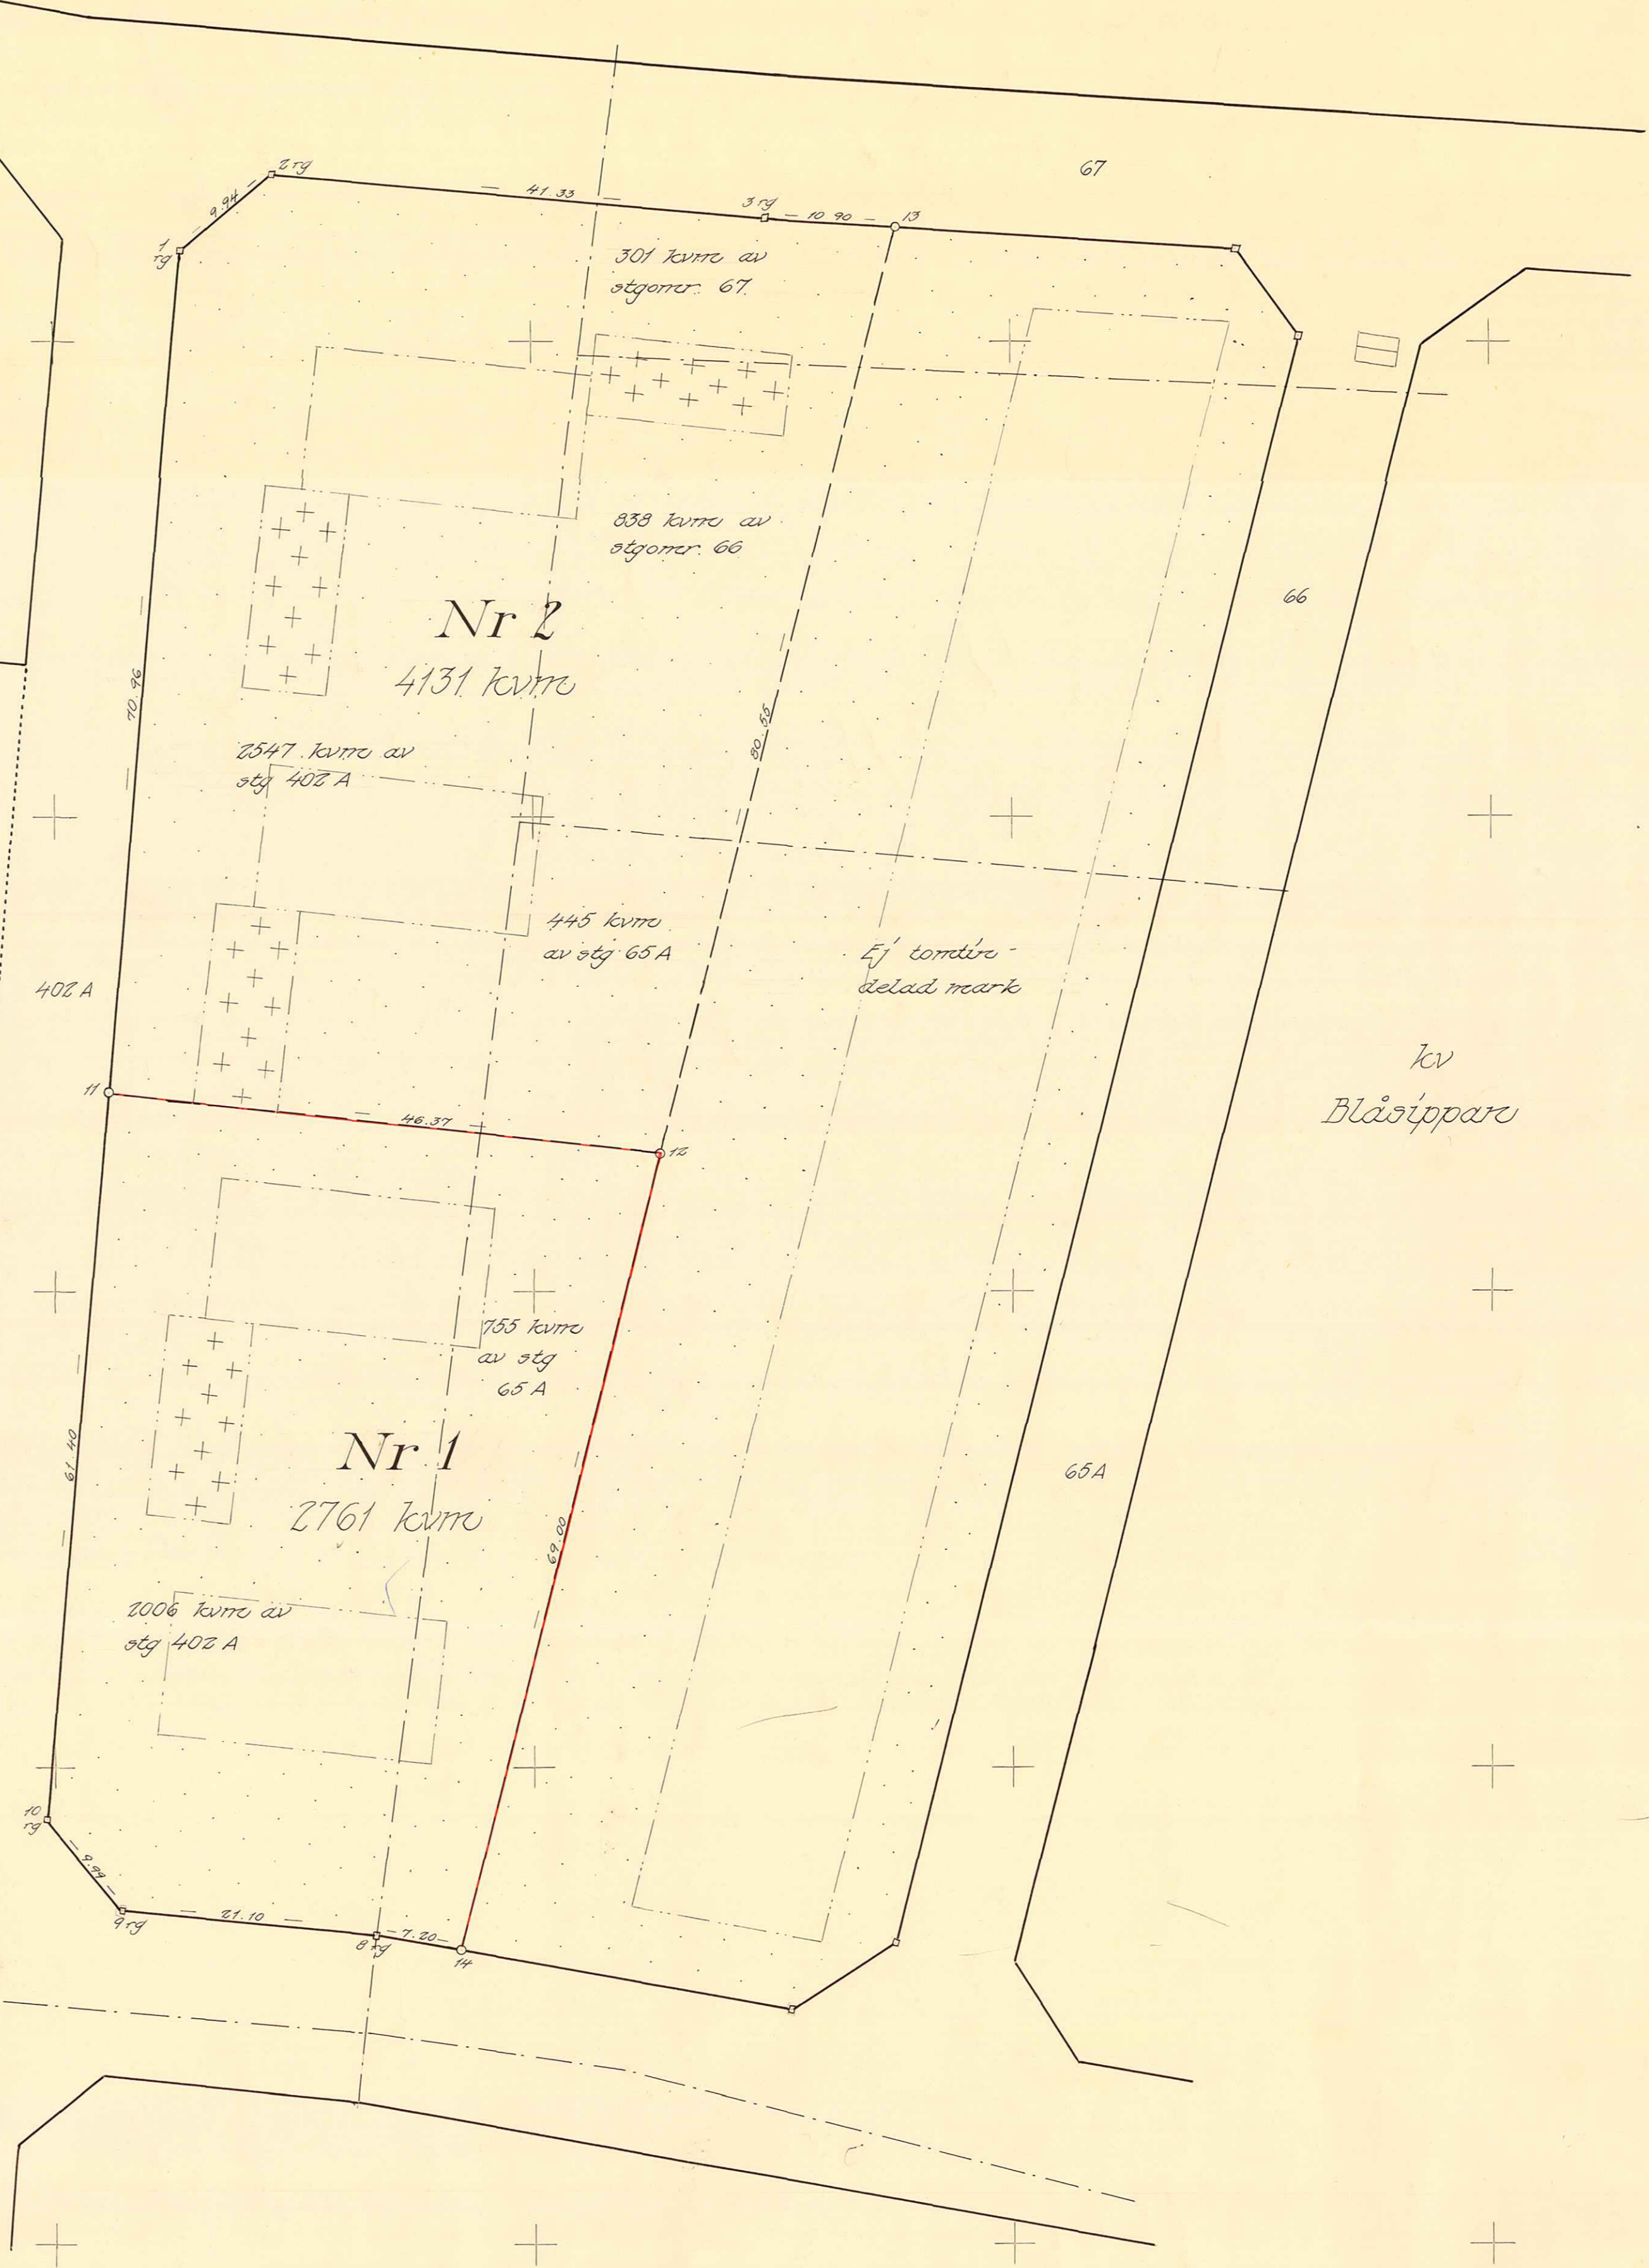 67
2 rg
9.94
41.33
3 rg
10.90
13
1
rg
301 kvm av
stgomr. 67.
838 kvm av
stgomr. 66
66
Nr 2
4131 kvm
70.96
80.55
2547 kvm av
stg 402 A
445 kvm
av stg 65 A
Ej tomtin-
delad mark
402 A
kv
Blåsippan
11
46.37
12
755 kvm
av stg
65 A
Nr 1
2761 kvm
61.40
65 A
69.00
2006 kvm av
stg 402 A
10
rg
9.99
9 rg
21.10
8 rg
7.20
14